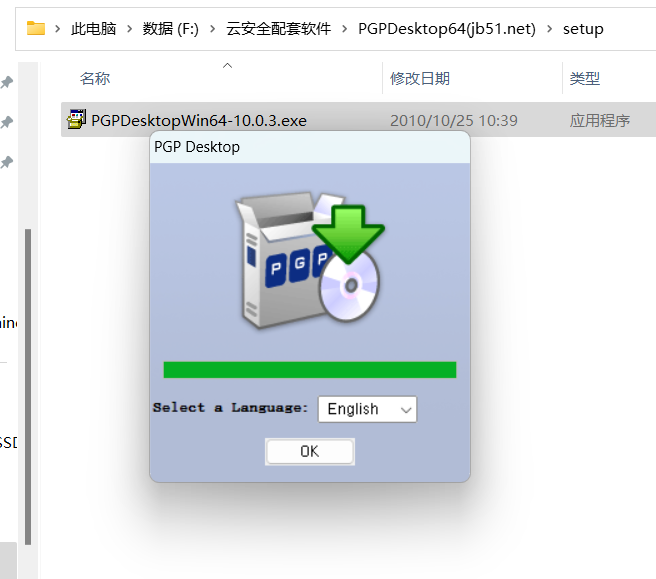 此电脑 > 数据 (F:) > 云安全配套软件 > PGPDesktop64(jb51.net) > setup
名称 修改日期 类型
PGPDesktopWin64-10.0.3.exe 2010/10/25 10:39 应用程序
PGP Desktop
P G P
Select a Language: English
OK